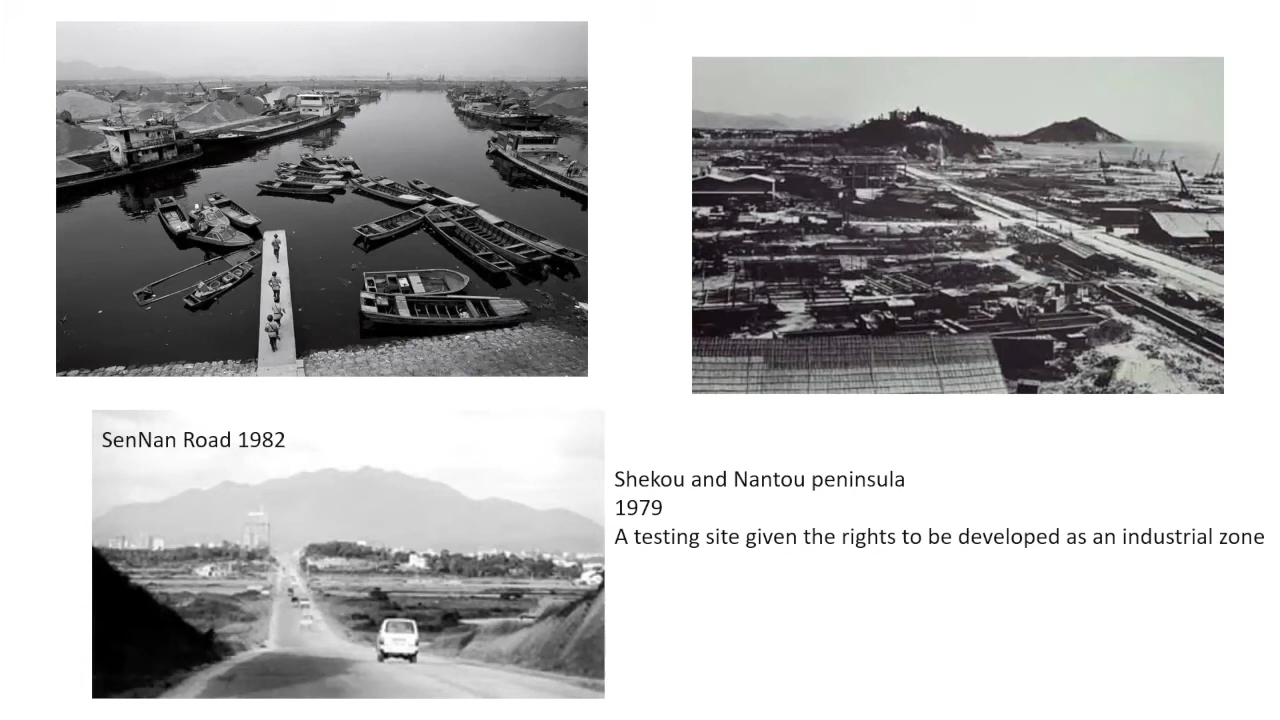 SenNan Road 1982
Shekou and Nantou peninsula
1979
A testing site given the rights to be developed as an industrial zone